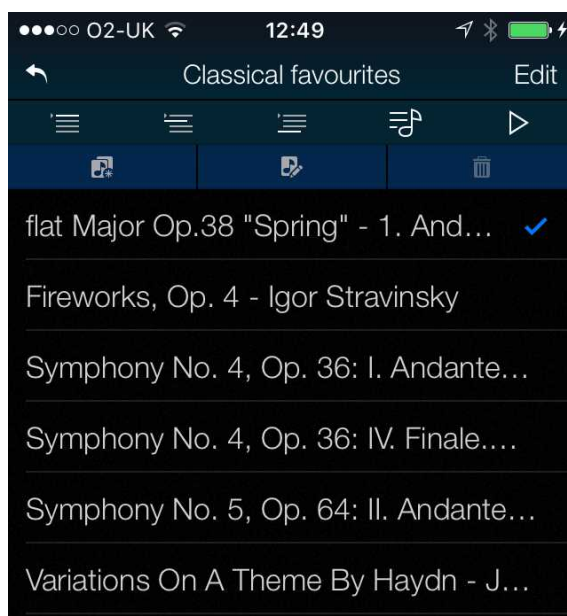 O2-UK 12:49
Classical favourites Edit
flat Major Op.38 "Spring" - 1. And...
Fireworks, Op. 4 - Igor Stravinsky
Symphony No. 4, Op. 36: I. Andante...
Symphony No. 4, Op. 36: IV. Finale....
Symphony No. 5, Op. 64: II. Andante...
Variations On A Theme By Haydn - J...